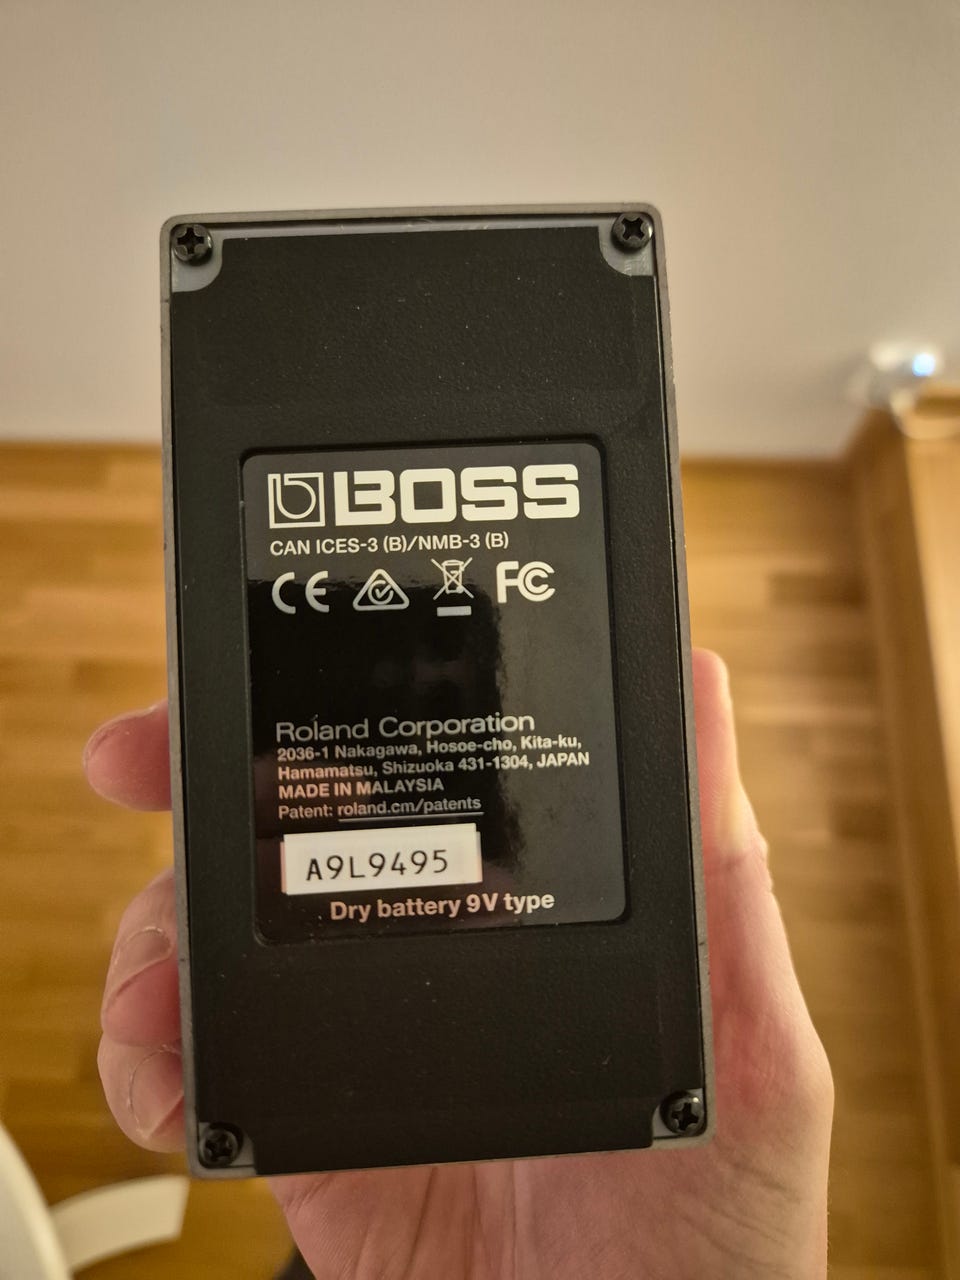 BOSS
CAN ICES-3 (B)/NMB-3 (B)
CE FC
Roland Corporation
2036-1 Nakagawa, Hosoe-cho, Kita-ku,
Hamamatsu, Shizuoka 431-1304, JAPAN
MADE IN MALAYSIA
Patent: roland.cm/patents
A9L9495
Dry battery 9V type